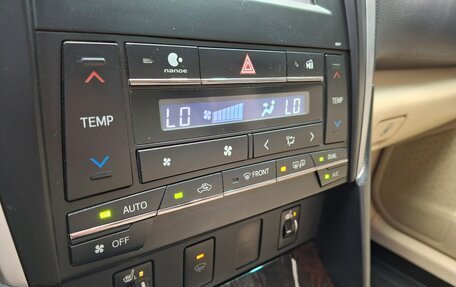 nanoe
TEMP
LO
LO
TEMP
AUTO
FRONT
DUAL
OFF
A/C
L